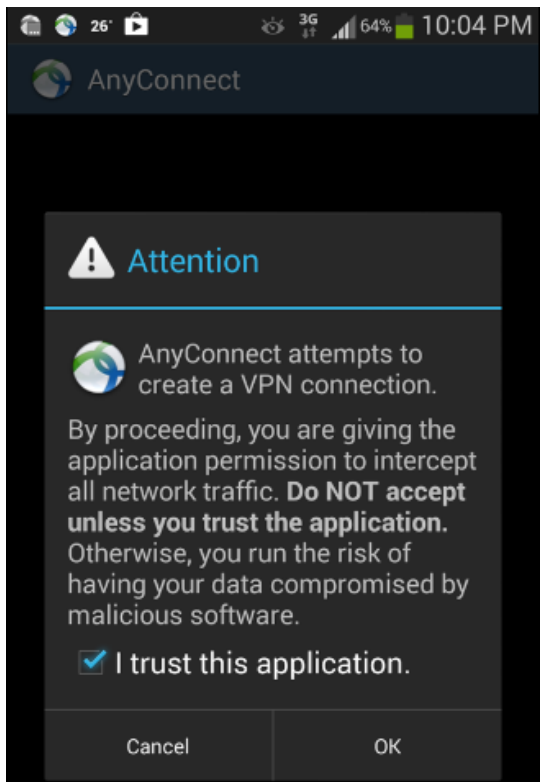 26° 3G 64% 10:04 PM
AnyConnect
Attention
AnyConnect attempts to
create a VPN connection.
By proceeding, you are giving the
application permission to intercept
all network traffic. Do NOT accept
unless you trust the application.
Otherwise, you run the risk of
having your data compromised by
malicious software.
I trust this application.
Cancel OK